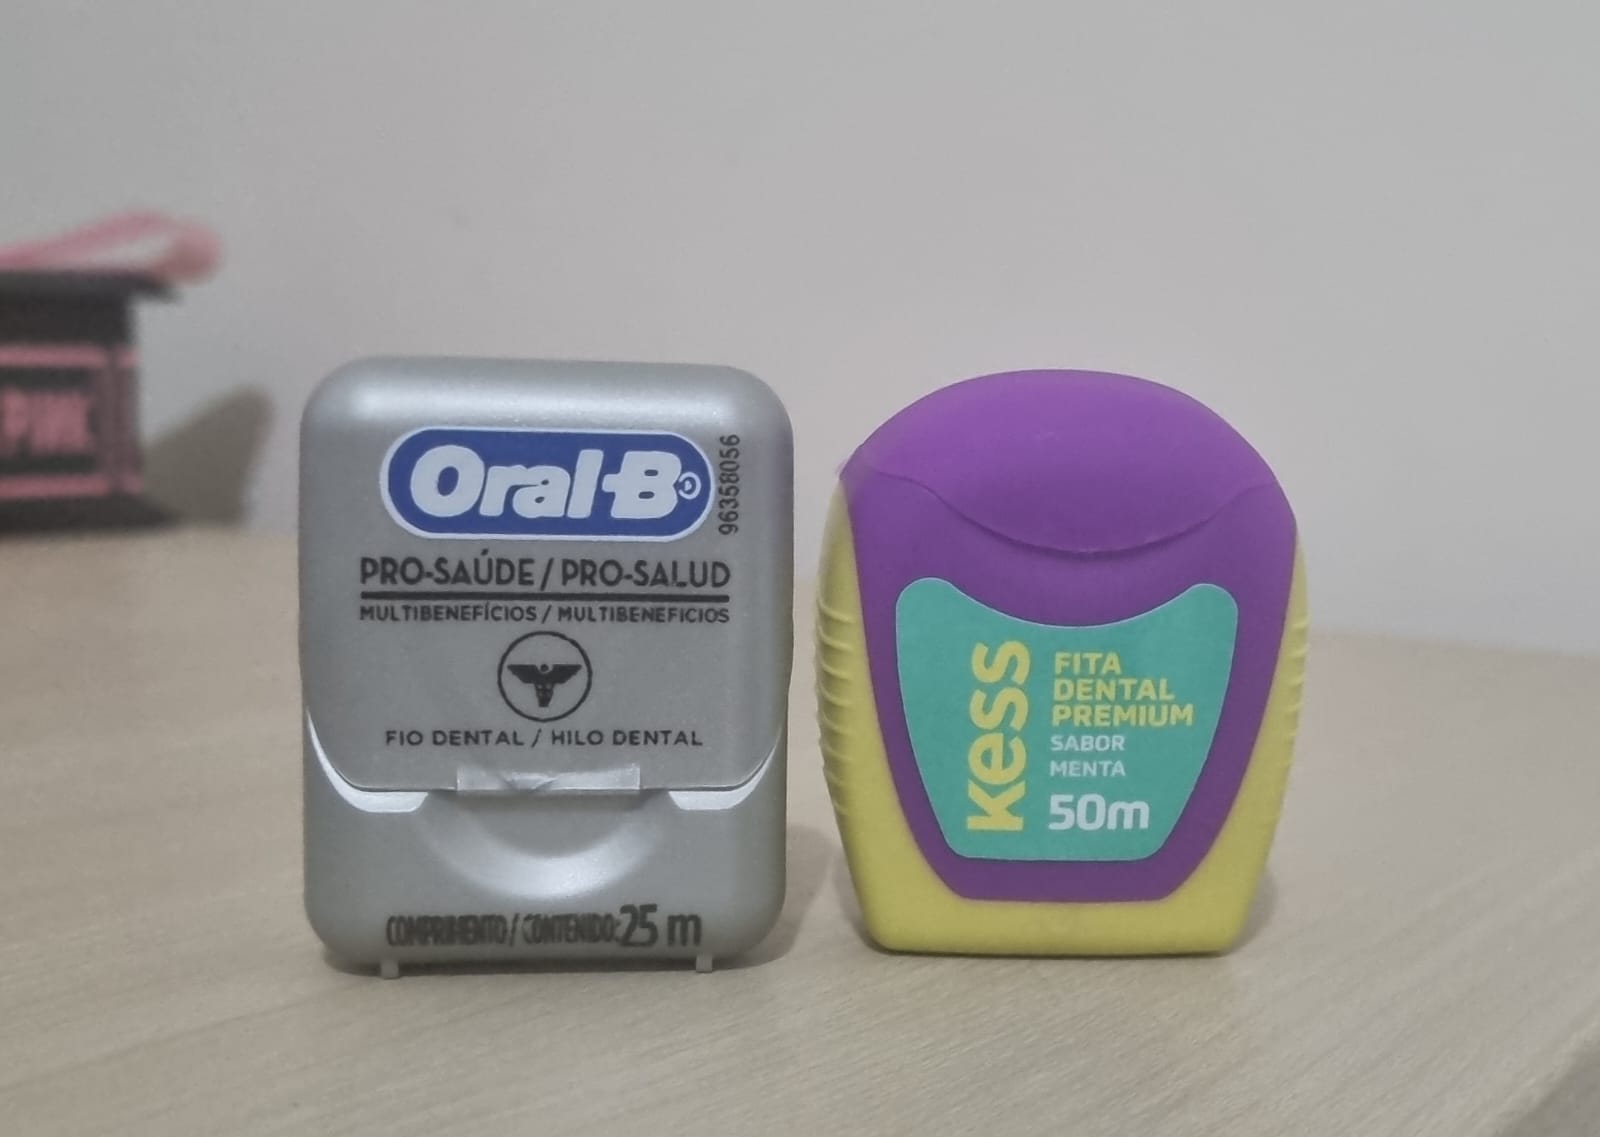 PINK
Oral-B
96358056
PRO-SAÚDE / PRO-SALUD
MULTIBENEFÍCIOS / MULTIBENEFICIOS
FIO DENTAL / HILO DENTAL
COMPRIMENTO / CONTENIDO: 25 m
Kess
FITA
DENTAL
PREMIUM
SABOR
MENTA
50m